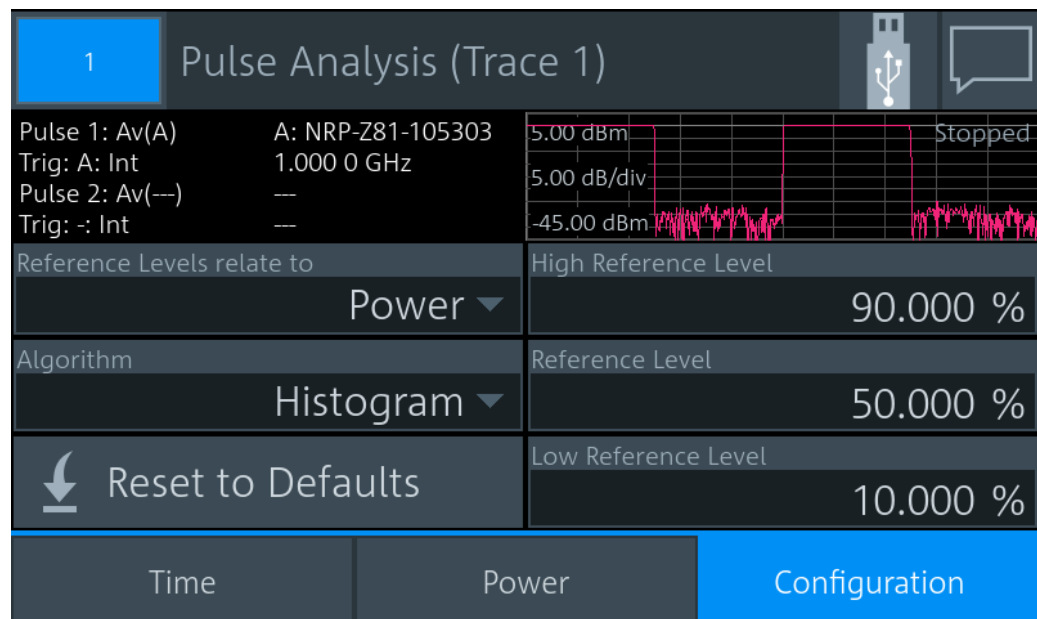 1
Pulse Analysis (Trace 1)
Pulse 1: Av(A)
A: NRP-Z81-105303
Trig: A: Int
1.000 0 GHz
Pulse 2: Av(---)
---
Trig: -: Int
---
5.00 dBm
Stopped
5.00 dB/div
-45.00 dBm
Reference Levels relate to
Power
High Reference Level
90.000 %
Algorithm
Histogram
Reference Level
50.000 %
Reset to Defaults
Low Reference Level
10.000 %
Time
Power
Configuration